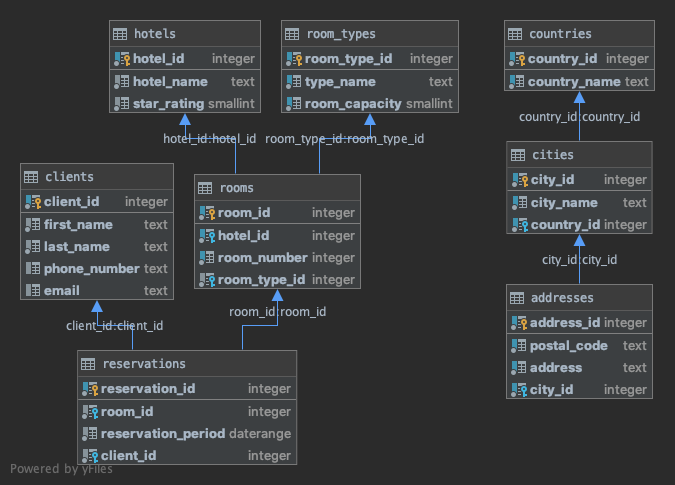 hotels
hotel_id integer
hotel_name text
star_rating smallint
room_types
room_type_id integer
type_name text
room_capacity smallint
countries
country_id integer
country_name text
hotel_id:hotel_id
room_type_id:room_type_id
country_id:country_id
clients
client_id integer
first_name text
last_name text
phone_number text
email text
rooms
room_id integer
hotel_id integer
room_number integer
room_type_id integer
cities
city_id integer
city_name text
country_id integer
client_id:client_id
room_id:room_id
city_id:city_id
reservations
reservation_id integer
room_id integer
reservation_period daterange
client_id integer
addresses
address_id integer
postal_code text
address text
city_id integer
Powered by yFiles